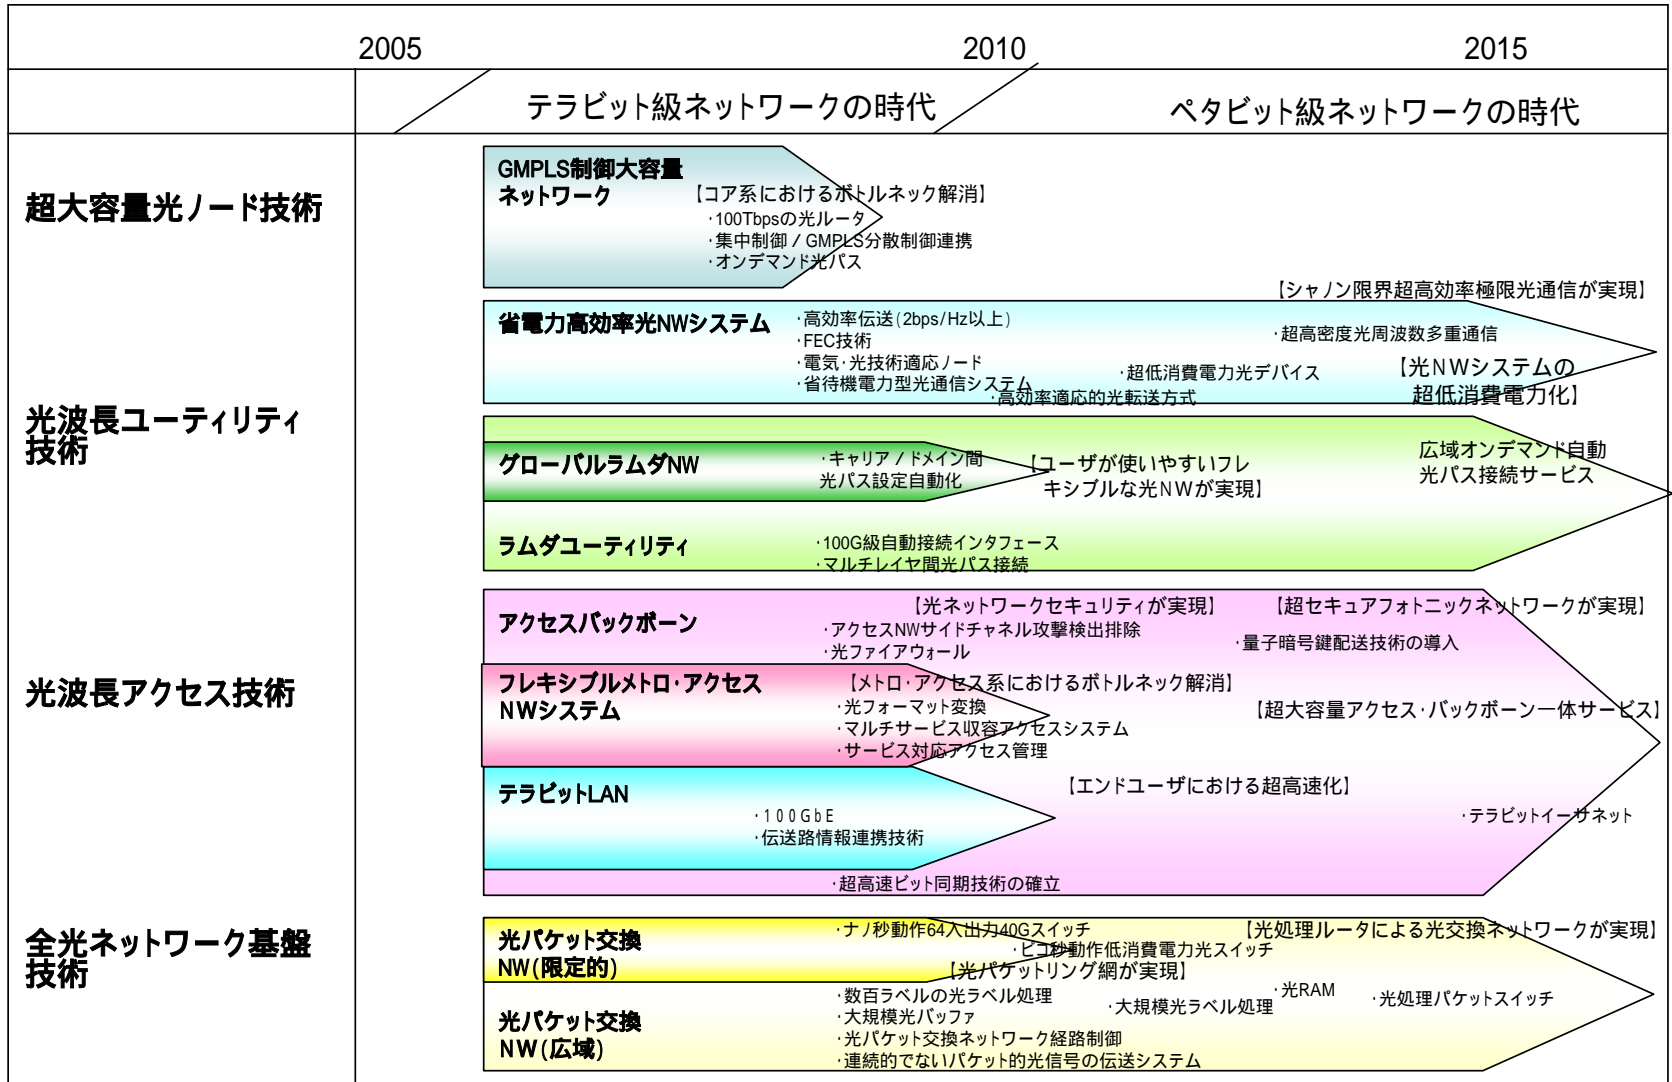 2005
2010
2015
テラビット級ネットワークの時代
ペタビット級ネットワークの時代
超大容量光ノード技術
GMPLS制御大容量
ネットワーク
【コア系におけるボトルネック解消】
・100Tbpsの光ルータ
・集中制御／GMPLS分散制御連携
・オンデマンド光パス
光波長ユーティリティ
技術
【シャノン限界超高効率極限光通信が実現】
省電力高効率光NWシステム
・高効率伝送(2bps/Hz以上)
・FEC技術
・電気・光技術適応ノード
・省待機電力型光通信システム
・高効率適応的光転送方式
・超低消費電力光デバイス
・超高密度光周波数多重通信
【光NWシステムの
超低消費電力化】
グローバルラムダNW
・キャリア／ドメイン間
光パス設定自動化
【ユーザが使いやすいフレ
キシブルな光NWが実現】
広域オンデマンド自動
光パス接続サービス
ラムダユーティリティ
・100G級自動接続インタフェース
・マルチレイヤ間光パス接続
光波長アクセス技術
アクセスバックボーン
【光ネットワークセキュリティが実現】
・アクセスNWサイドチャネル攻撃検出排除
・光ファイアウォール
【超セキュアフォトニックネットワークが実現】
・量子暗号鍵配送技術の導入
フレキシブルメトロ・アクセス
NWシステム
【メトロ・アクセス系におけるボトルネック解消】
・光フォーマット変換
・マルチサービス収容アクセスシステム
・サービス対応アクセス管理
【超大容量アクセス・バックボーン一体サービス】
テラビットLAN
・100GbE
・伝送路情報連携技術
【エンドユーザにおける超高速化】
・テラビットイーサネット
・超高速ビット同期技術の確立
全光ネットワーク基盤
技術
光パケット交換
NW(限定的)
・ナノ秒動作64入出力40Gスイッチ
・ピコ秒動作低消費電力光スイッチ
【光パケットリング網が実現】
【光処理ルータによる光交換ネットワークが実現】
光パケット交換
NW(広域)
・数百ラベルの光ラベル処理
・大規模光バッファ
・光パケット交換ネットワーク経路制御
・連続的でないパケット的光信号の伝送システム
・大規模光ラベル処理
・光RAM
・光処理パケットスイッチ